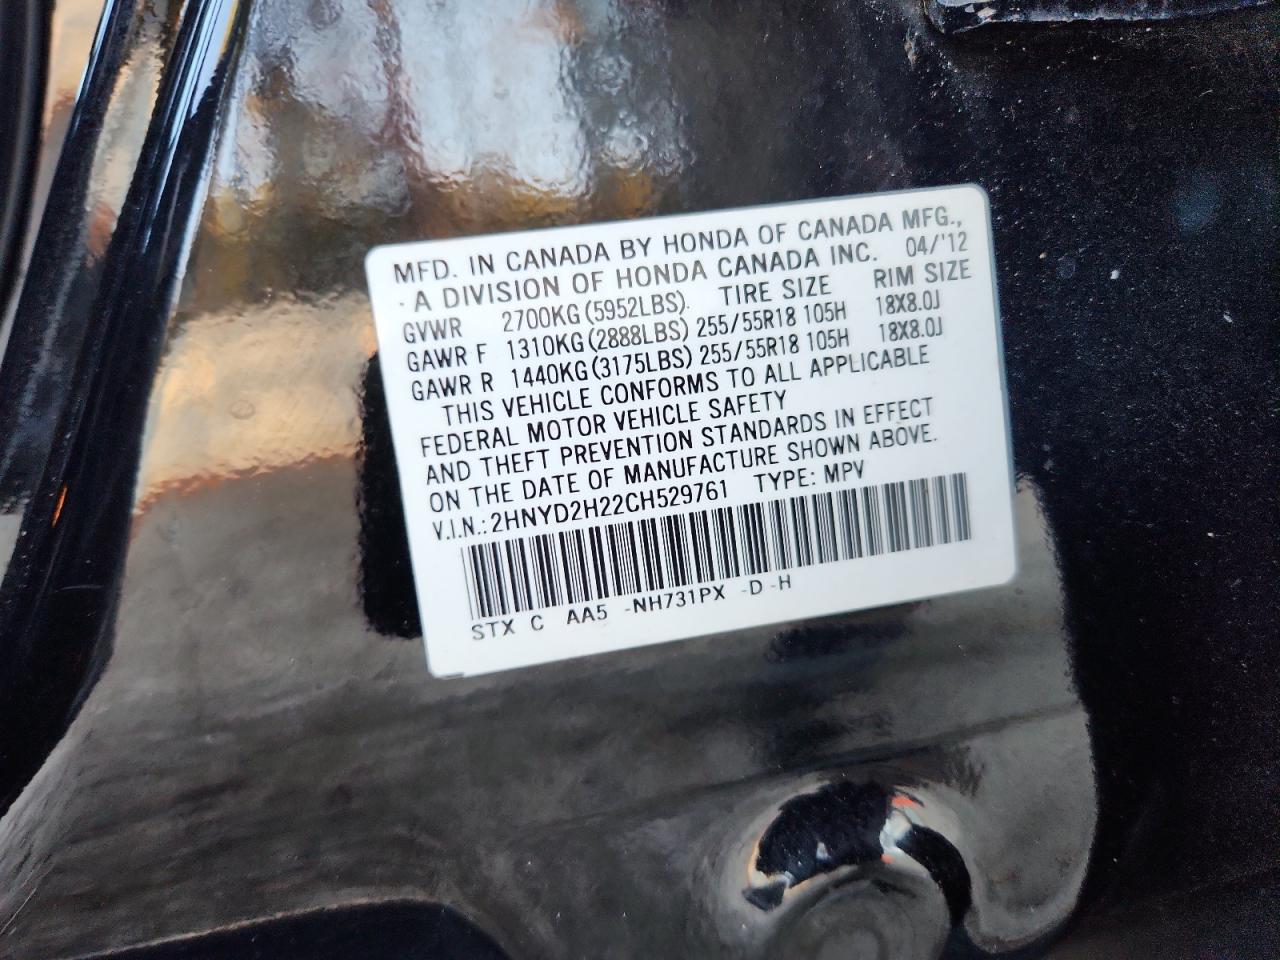 MFD. IN CANADA BY HONDA OF CANADA MFG.,
A DIVISION OF HONDA CANADA INC. 04/'12
GVWR 2700KG (5952LBS). TIRE SIZE RIM SIZE
GAWR F 1310KG (2888LBS) 255/55R18 105H 18X8.0J
GAWR R 1440KG (3175LBS) 255/55R18 105H 18X8.0J
THIS VEHICLE CONFORMS TO ALL APPLICABLE
FEDERAL MOTOR VEHICLE SAFETY
AND THEFT PREVENTION STANDARDS IN EFFECT
ON THE DATE OF MANUFACTURE SHOWN ABOVE.
V.I.N.: 2HNYD2H22CH529761 TYPE: MPV
STX C AA5 -NH731PX -D -H